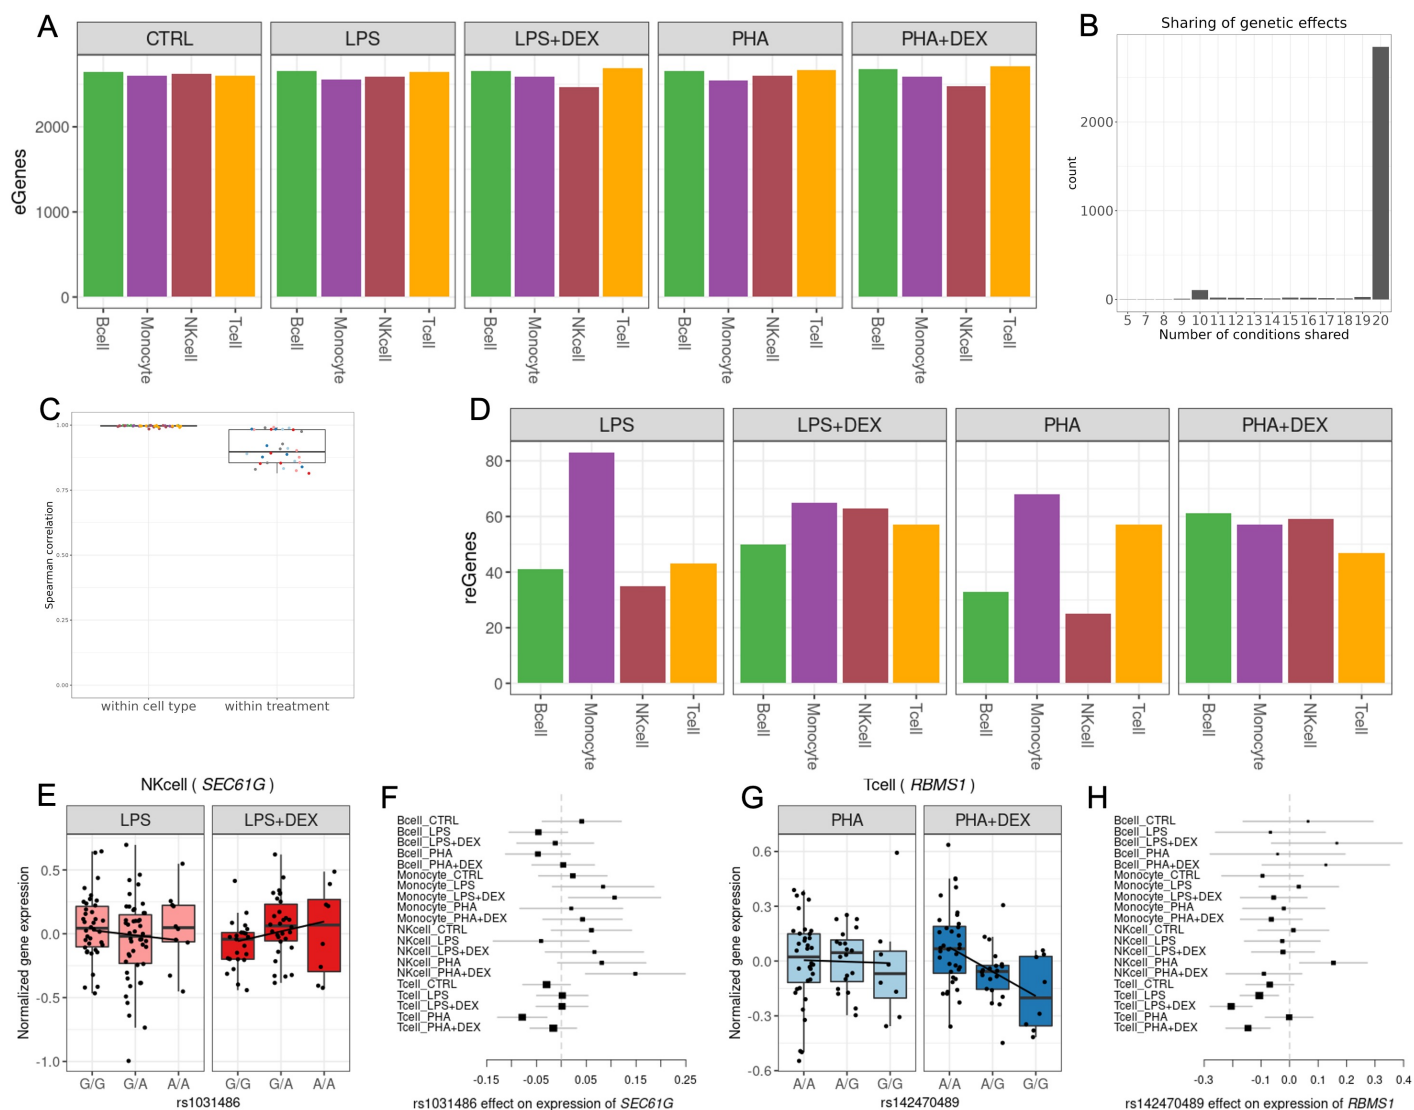 A
CTRL
LPS
LPS+DEX
PHA
PHA+DEX
eGenes
2000
1000
0
Bcell
Monocyte
NKcell
Tcell
Bcell
Monocyte
NKcell
Tcell
Bcell
Monocyte
NKcell
Tcell
Bcell
Monocyte
NKcell
Tcell
Bcell
Monocyte
NKcell
Tcell
B
Sharing of genetic effects
count
2000
1000
0
5 7 8 9 10 11 12 13 14 15 16 17 18 19 20
Number of conditions shared
C
Spearman correlation
1.00
0.75
0.50
0.25
0.00
within cell type
within treatment
D
LPS
LPS+DEX
PHA
PHA+DEX
reGenes
80
60
40
20
0
Bcell
Monocyte
NKcell
Tcell
Bcell
Monocyte
NKcell
Tcell
Bcell
Monocyte
NKcell
Tcell
Bcell
Monocyte
NKcell
Tcell
E
NKcell ( SEC61G )
LPS
LPS+DEX
Normalized gene expression
0.5
0.0
-0.5
-1.0
G/G G/A A/A G/G G/A A/A
rs1031486
F
Bcell_CTRL
Bcell_LPS
Bcell_LPS+DEX
Bcell_PHA
Bcell_PHA+DEX
Monocyte_CTRL
Monocyte_LPS
Monocyte_LPS+DEX
Monocyte_PHA
Monocyte_PHA+DEX
NKcell_CTRL
NKcell_LPS
NKcell_LPS+DEX
NKcell_PHA
NKcell_PHA+DEX
Tcell_CTRL
Tcell_LPS
Tcell_LPS+DEX
Tcell_PHA
Tcell_PHA+DEX
-0.15 -0.05 0.05 0.15 0.25
rs1031486 effect on expression of SEC61G
G
Tcell ( RBMS1 )
PHA
PHA+DEX
Normalized gene expression
0.6
0.3
0.0
-0.3
-0.6
A/A A/G G/G A/A A/G G/G
rs142470489
H
Bcell_CTRL
Bcell_LPS
Bcell_LPS+DEX
Bcell_PHA
Bcell_PHA+DEX
Monocyte_CTRL
Monocyte_LPS
Monocyte_LPS+DEX
Monocyte_PHA
Monocyte_PHA+DEX
NKcell_CTRL
NKcell_LPS
NKcell_LPS+DEX
NKcell_PHA
NKcell_PHA+DEX
Tcell_CTRL
Tcell_LPS
Tcell_LPS+DEX
Tcell_PHA
Tcell_PHA+DEX
-0.3 -0.1 0.0 0.1 0.2 0.3 0.4
rs142470489 effect on expression of RBMS1